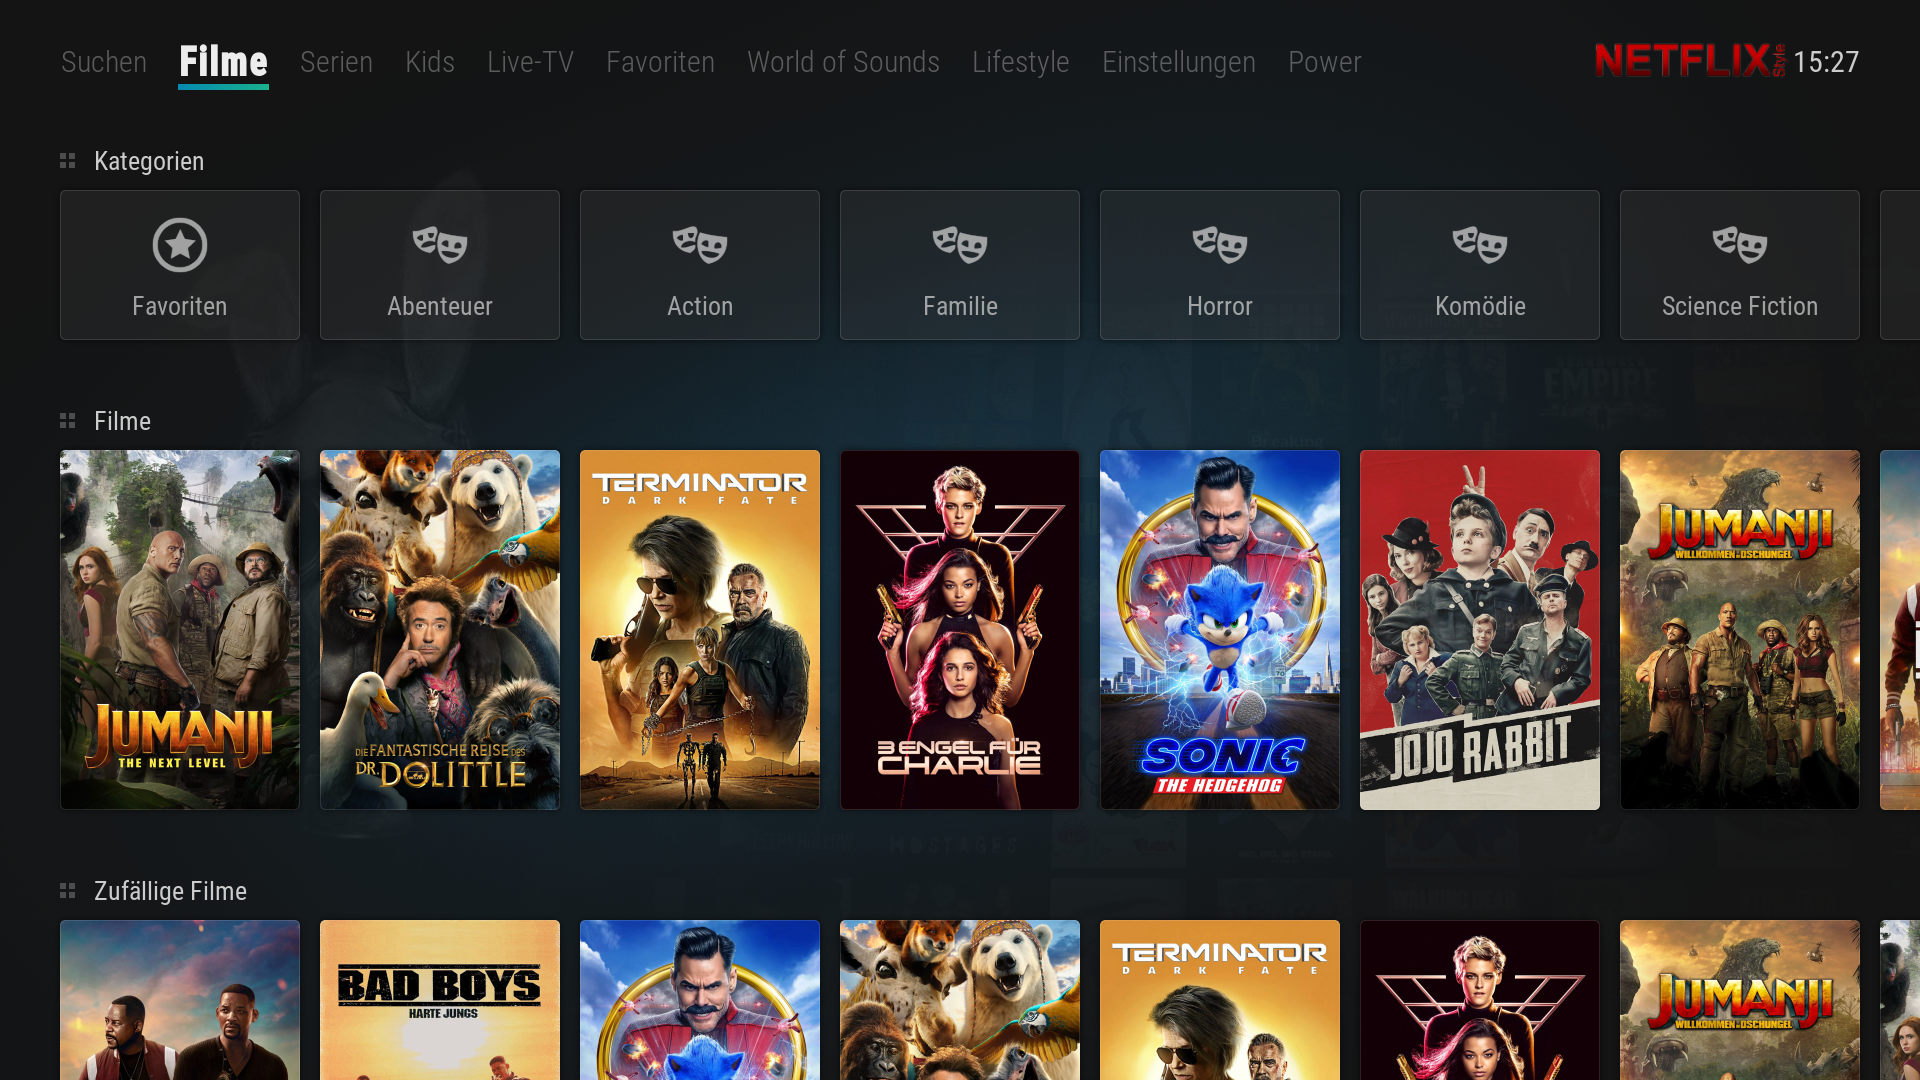 Suchen Filme Serien Kids Live-TV Favoriten World of Sounds Lifestyle Einstellungen Power NETFLIX Style 15:27
Kategorien
Favoriten Abenteuer Action Familie Horror Komödie Science Fiction
Filme
JUMANJI
THE NEXT LEVEL
DIE FANTASTISCHE REISE DES
DR. DOLITTLE
TERMINATOR
DARK FATE
3 ENGEL FÜR
CHARLIE
SONIC
THE HEDGEHOG
JOJO RABBIT
JUMANJI
WILLKOMMEN IM DSCHUNGEL
EMPIRE
Breaking
HOSTAGES
Zufällige Filme
BAD BOYS
HARTE JUNGS
TERMINATOR
DARK FATE
JUMANJI
WILLKOMMEN IM DSCHUNGEL